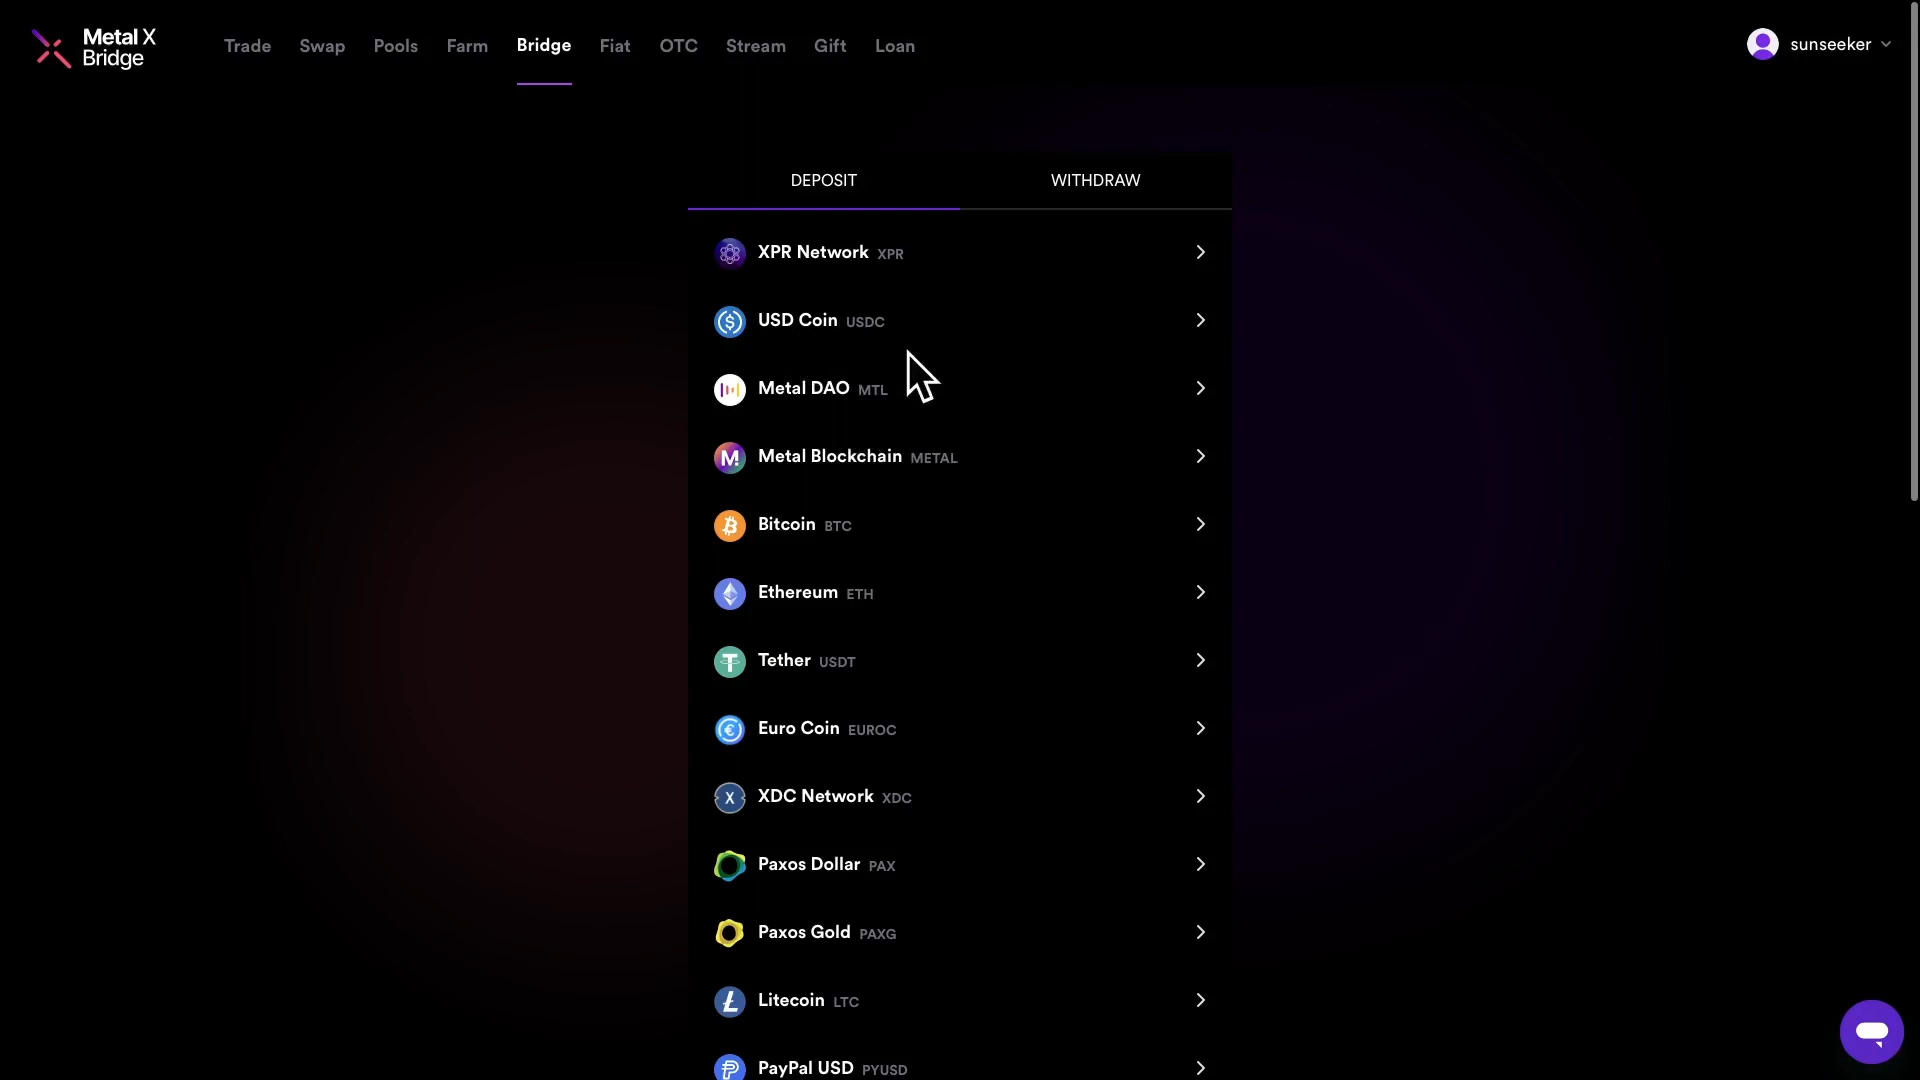 Metal X
Bridge
Trade Swap Pools Farm Bridge Fiat OTC Stream Gift Loan
sunseeker
DEPOSIT WITHDRAW
XPR Network XPR
USD Coin USDC
Metal DAO MTL
Metal Blockchain METAL
Bitcoin BTC
Ethereum ETH
Tether USDT
Euro Coin EUROC
XDC Network XDC
Paxos Dollar PAX
Paxos Gold PAXG
Litecoin LTC
PayPal USD PYUSD